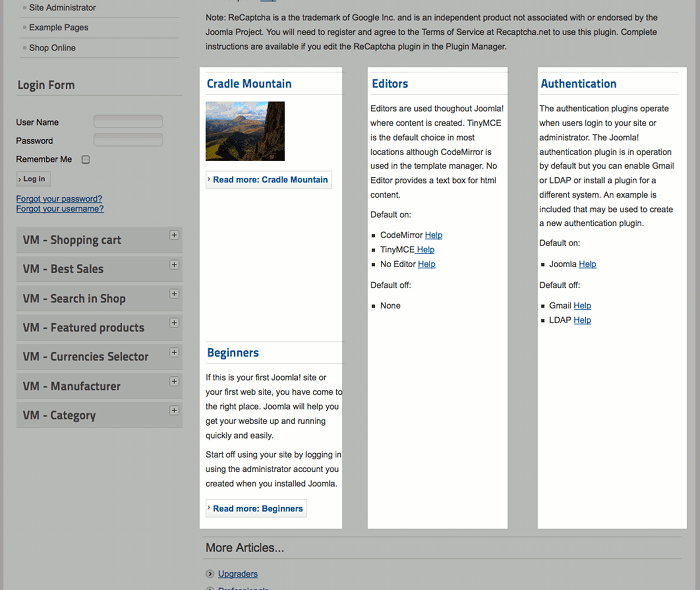 Site Administrator
Example Pages
Shop Online
Login Form
User Name
Password
Remember Me
Log in
Forgot your password?
Forgot your username?
VM - Shopping cart
VM - Best Sales
VM - Search in Shop
VM - Featured products
VM - Currencies Selector
VM - Manufacturer
VM - Category
Note: ReCaptcha is a the trademark of Google Inc. and is an independent product not associated with or endorsed by the
Joomla Project. You will need to register and agree to the Terms of Service at Recaptcha.net to use this plugin. Complete
instructions are available if you edit the ReCaptcha plugin in the Plugin Manager.
Cradle Mountain
Read more: Cradle Mountain
Beginners
If this is your first Joomla! site or
your first web site, you have come to
the right place. Joomla will help you
get your website up and running
quickly and easily.
Start off using your site by logging in
using the administrator account you
created when you installed Joomla.
Read more: Beginners
Editors
Editors are used thoughout Joomla!
where content is created. TinyMCE
is the default choice in most
locations although CodeMirror is
used in the template manager. No
Editor provides a text box for html
content.
Default on:
CodeMirror Help
TinyMCE Help
No Editor Help
Default off:
None
Authentication
The authentication plugins operate
when users login to your site or
administrator. The Joomla!
authentication plugin is in operation
by default but you can enable Gmail
or LDAP or install a plugin for a
different system. An example is
included that may be used to create
a new authentication plugin.
Default on:
Joomla Help
Default off:
Gmail Help
LDAP Help
More Articles...
Upgraders